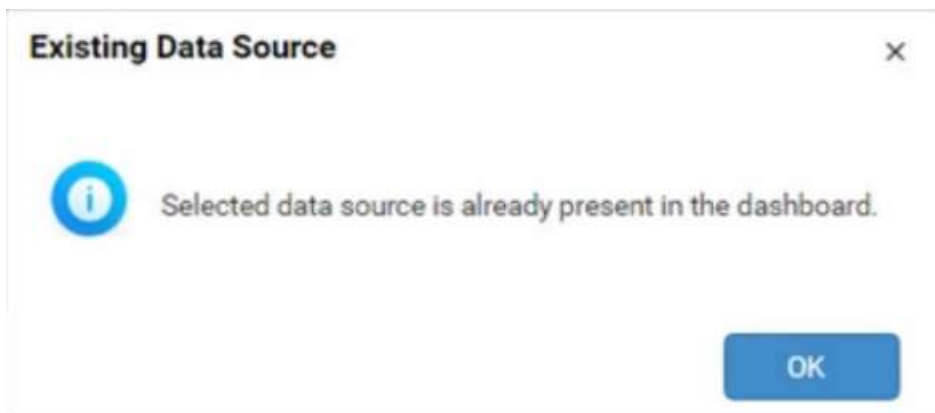 Existing Data Source
Selected data source is already present in the dashboard.
OK